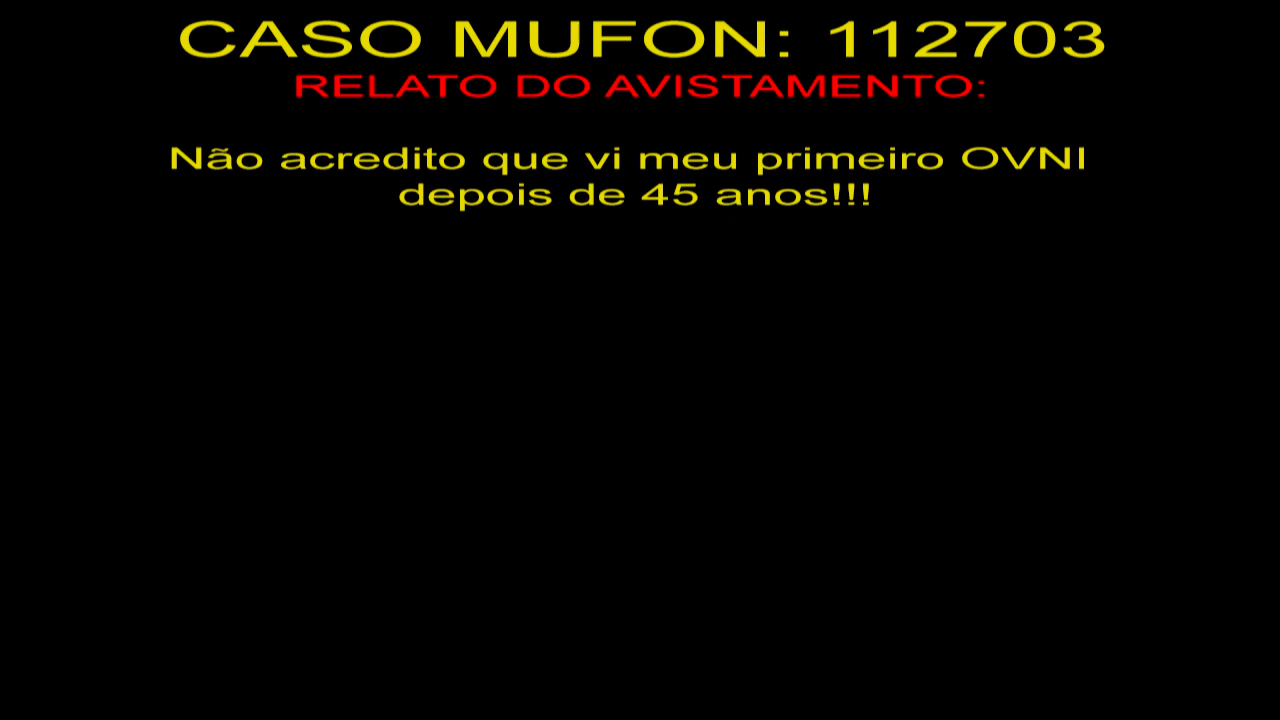 CASO MUFON: 112703
RELATO DO AVISTAMENTO:
Não acredito que vi meu primeiro OVNI
depois de 45 anos!!!